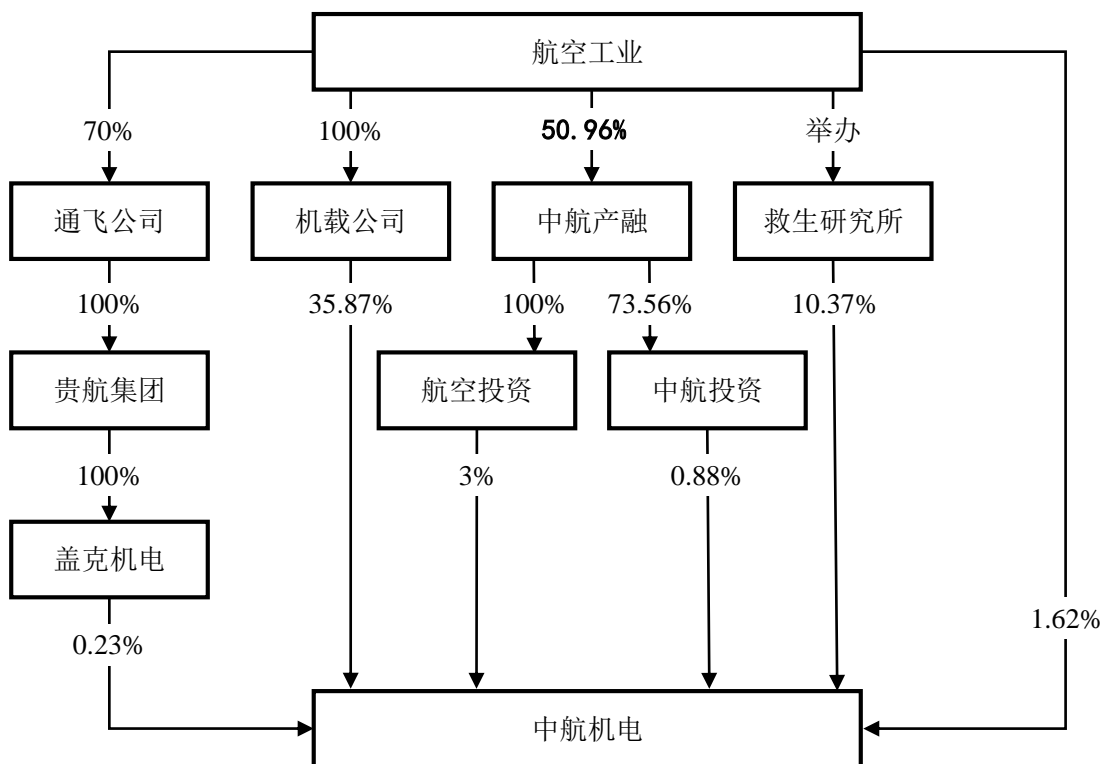 航空工业
70%
100%
50.96%
举办
通飞公司
机载公司
中航产融
救生研究所
100%
35.87%
100%
73.56%
10.37%
贵航集团
航空投资
中航投资
100%
3%
0.88%
盖克机电
1.62%
0.23%
中航机电